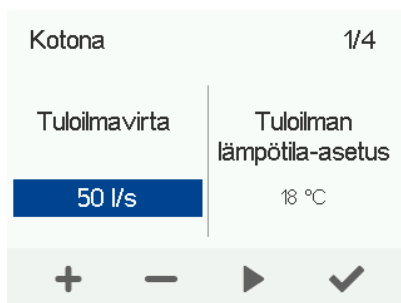 Kotona 1/4
Tuloilmavirta
50 l/s
Tuloilman
lämpötila-asetus
18 °C